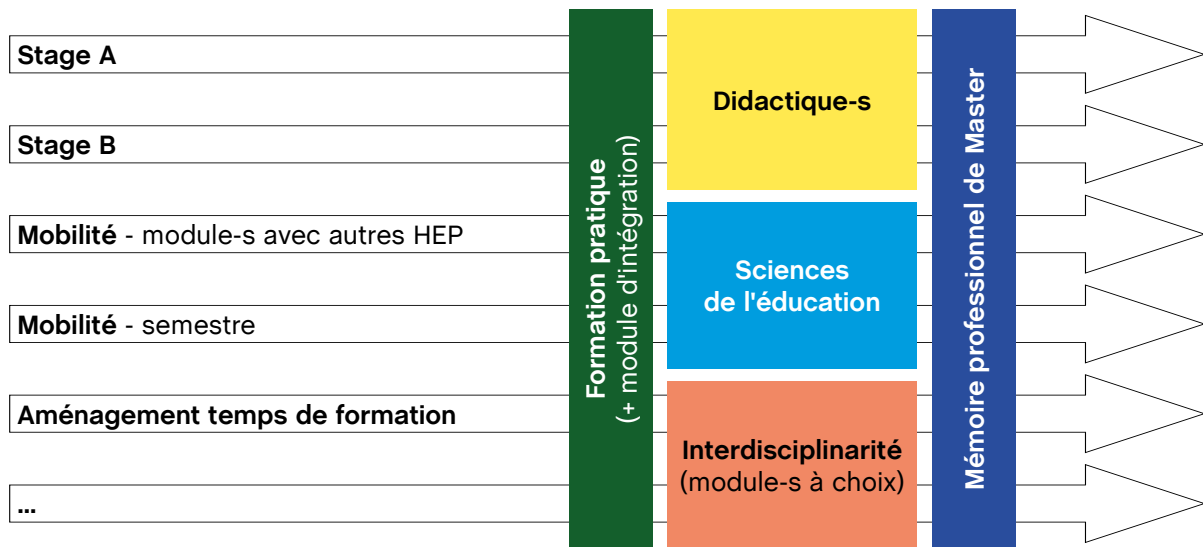 Stage A
Stage B
Mobilité - module-s avec autres HEP
Mobilité - semestre
Aménagement temps de formation
...
Formation pratique
(+ module d'intégration)
Didactique-s
Sciences
de l'éducation
Interdisciplinarité
(module-s à choix)
Mémoire professionnel de Master